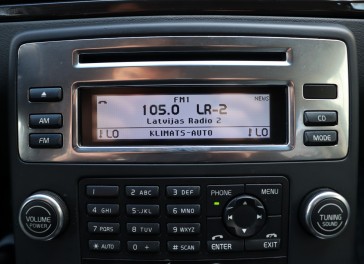 FM1
MENU
105.0 LR-2
Latvijas Radio 2
LO KLIMATS-AUTO LO
AM
FM
CD
MODE
1 2 ABC 3 DEF
4 GHI 5 JKL 6 MNO
7 PQRS 8 TUV 9 WXYZ
* AUTO 0 + # SCAN
PHONE MENU
ENTER EXIT
VOLUME
POWER
TUNING
SOUND